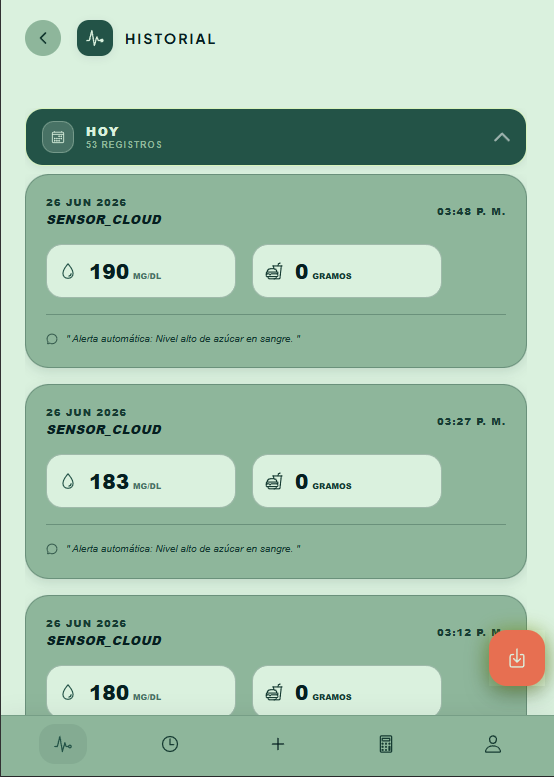 HISTORIAL
HOY
53 REGISTROS
26 JUN 2026
SENSOR_CLOUD
03:48 P. M.
190 MG/DL
0 GRAMOS
" Alerta automática: Nivel alto de azúcar en sangre. "
26 JUN 2026
SENSOR_CLOUD
03:27 P. M.
183 MG/DL
0 GRAMOS
" Alerta automática: Nivel alto de azúcar en sangre. "
26 JUN 2026
SENSOR_CLOUD
03:12 P.
180 MG/DL
0 GRAMOS